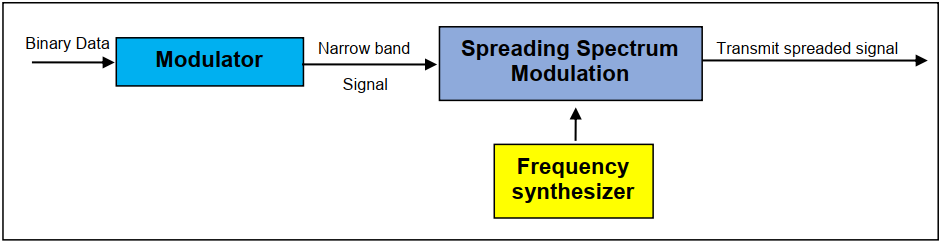 Binary Data
Modulator
Narrow band
Signal
Spreading Spectrum
Modulation
Transmit spreaded signal
Frequency
synthesizer